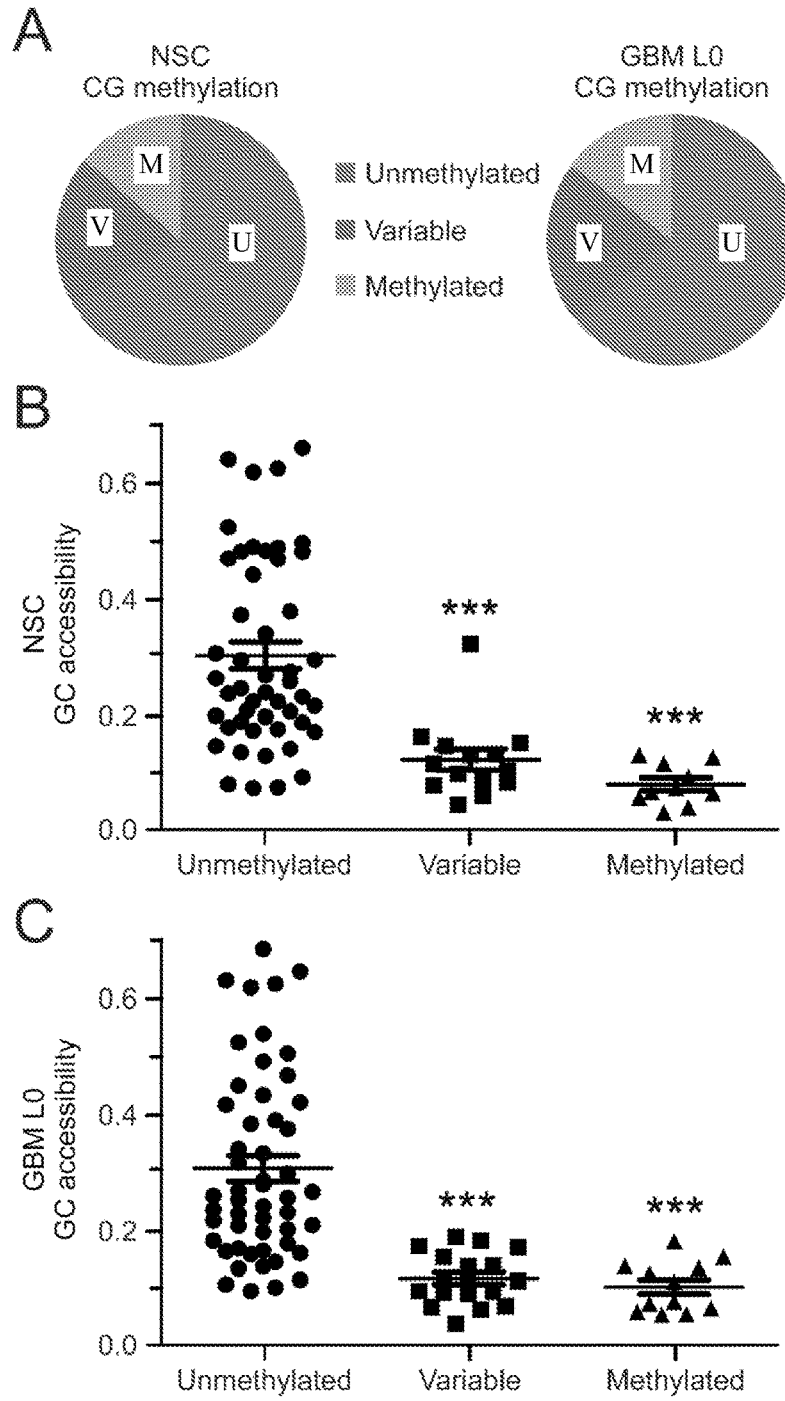 A
NSC
CG methylation
GBM L0
CG methylation
M
V
U
Unmethylated
Variable
Methylated
M
V
U
B
NSC
GC accessibility
0.6
0.4
0.2
0.0
***
***
Unmethylated
Variable
Methylated
C
GBM L0
GC accessibility
0.6
0.4
0.2
0.0
***
***
Unmethylated
Variable
Methylated